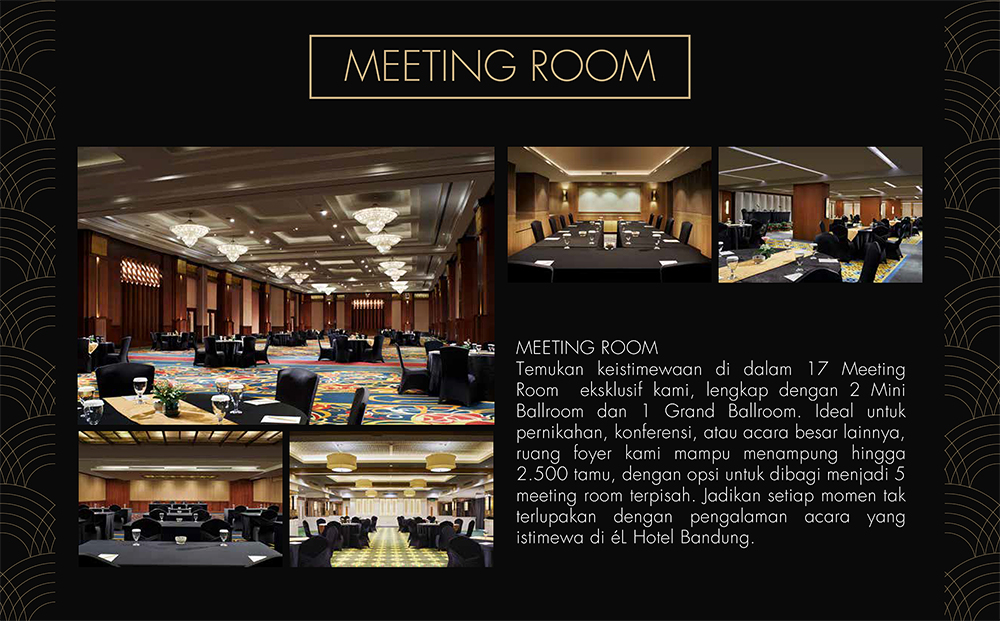 MEETING ROOM
MEETING ROOM
Temukan keistimewaan di dalam 17 Meeting
Room eksklusif kami, lengkap dengan 2 Mini
Ballroom dan 1 Grand Ballroom. Ideal untuk
pernikahan, konferensi, atau acara besar lainnya,
ruang foyer kami mampu menampung hingga
2.500 tamu, dengan opsi untuk dibagi menjadi 5
meeting room terpisah. Jadikan setiap momen tak
terlupakan dengan pengalaman acara yang
istimewa di éL Hotel Bandung.